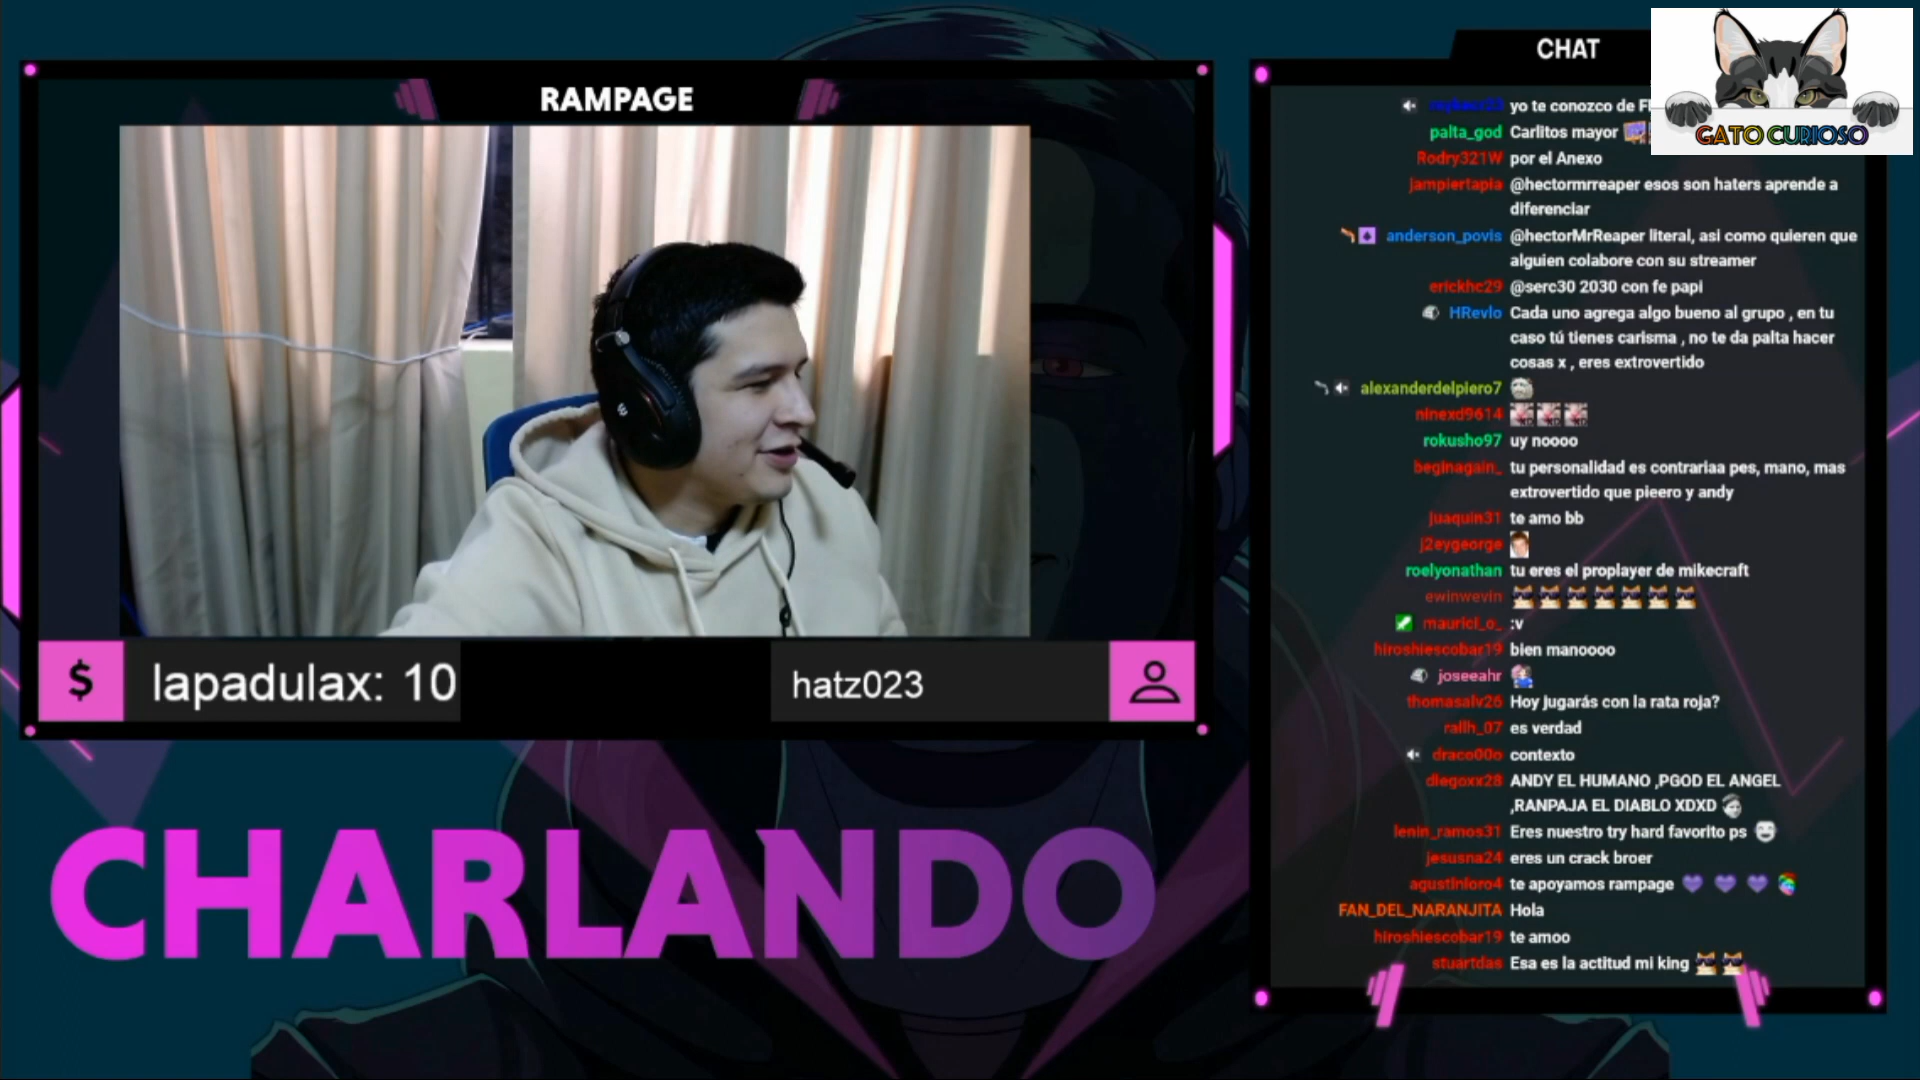 RAMPAGE
$ lapadulax: 10
hatz023
CHARLANDO
CHAT
GATO CURIOSO
yo te conozco de
palta_god Carlitos mayor
Rodry321W por el Anexo
jampiertapia @hectormrreaper esos son haters aprende a
diferenciar
anderson_povis @hectorMrReaper literal, asi como quieren que
alguien colabore con su streamer
erickhc29 @serc30 2030 con fe papi
HRevlo Cada uno agrega algo bueno al grupo , en tu
caso tú tienes carisma , no te da palta hacer
cosas x , eres extrovertido
alexanderdelpiero7
ninexd9614
rokusho97 uy noooo
beginagain_ tu personalidad es contrariaa pes, mano, mas
extrovertido que pieero y andy
juaquin31 te amo bb
j2eygeorge
roelyonathan tu eres el proplayer de mikecraft
ewinwevin
maurici_o_ :v
hiroshiescobar19 bien manoooo
joseeahr
thomasalv26 Hoy jugarás con la rata roja?
rallh_07 es verdad
draco00o contexto
diegoxx28 ANDY EL HUMANO ,PGOD EL ANGEL
,RANPAJA EL DIABLO XDXD
lenin_ramos31 Eres nuestro try hard favorito ps
jesusna24 eres un crack broer
agustinloro4 te apoyamos rampage
FAN_DEL_NARANJITA Hola
hiroshiescobar19 te amoo
stuartdas Esa es la actitud mi king